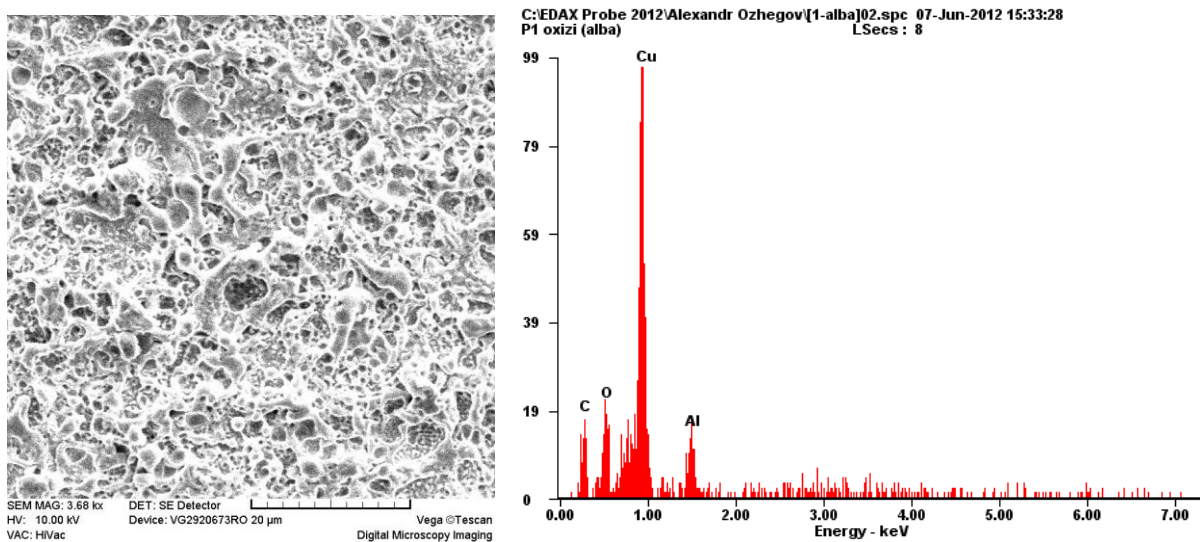 C:\EDAX Probe 2012\Alexandr Ozhegov\[1-alba]02.spc 07-Jun-2012 15:33:28
P1 oxizi (alba) LSecs : 8
99
79
59
39
19
0
Cu
C
O
Al
0.00 1.00 2.00 3.00 4.00 5.00 6.00 7.00
Energy - keV
SEM MAG: 3.68 kx DET: SE Detector
HV: 10.00 kV Device: VG2920673RO 20 µm Vega ©Tescan
VAC: HiVac Digital Microscopy Imaging